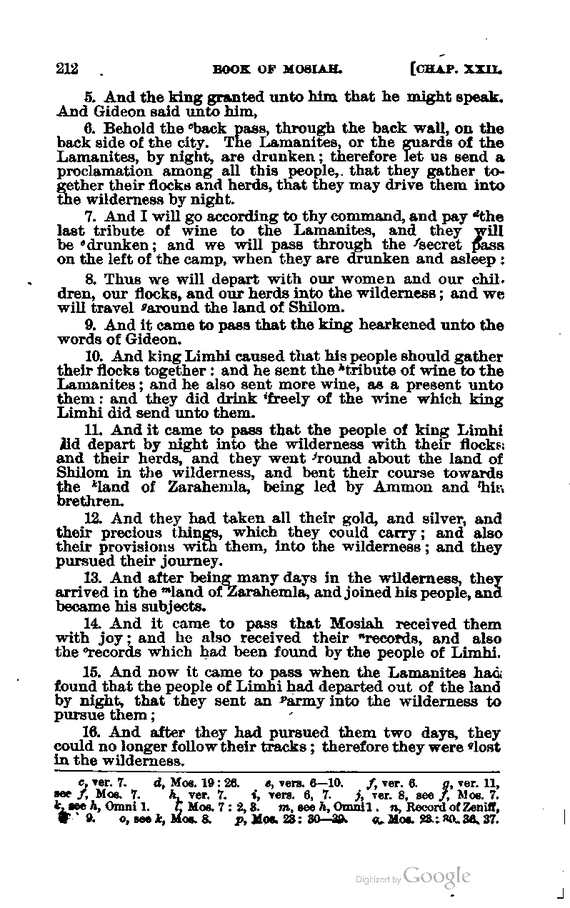 212 BOOK OF MOSIAH. [CHAP. XXII.
5. And the king granted unto him that he might speak.
And Gideon said unto him,
6. Behold the ᶜback pass, through the back wall, on the
back side of the city. The Lamanites, or the guards of the
Lamanites, by night, are drunken; therefore let us send a
proclamation among all this people, that they gather to-
gether their flocks and herds, that they may drive them into
the wilderness by night.
7. And I will go according to thy command, and pay ᵈthe
last tribute of wine to the Lamanites, and they will
be ᵉdrunken; and we will pass through the ᶠsecret pass
on the left of the camp, when they are drunken and asleep:
8. Thus we will depart with our women and our chil-
dren, our flocks, and our herds into the wilderness; and we
will travel ᵍaround the land of Shilom.
9. And it came to pass that the king hearkened unto the
words of Gideon.
10. And king Limhi caused that his people should gather
their flocks together: and he sent the ʰtribute of wine to the
Lamanites; and he also sent more wine, as a present unto
them: and they did drink ⁱfreely of the wine which king
Limhi did send unto them.
11. And it came to pass that the people of king Limhi
did depart by night into the wilderness with their flocks
and their herds, and they went ʲround about the land of
Shilom in the wilderness, and bent their course towards
the ᵏland of Zarahemla, being led by Ammon and ˡhis
brethren.
12. And they had taken all their gold, and silver, and
their precious things, which they could carry; and also
their provisions with them, into the wilderness; and they
pursued their journey.
13. And after being many days in the wilderness, they
arrived in the ᵐland of Zarahemla, and joined his people, and
became his subjects.
14. And it came to pass that Mosiah received them
with joy; and he also received their ⁿrecords, and also
the ᵒrecords which had been found by the people of Limhi.
15. And now it came to pass when the Lamanites had
found that the people of Limhi had departed out of the land
by night, that they sent an ᵖarmy into the wilderness to
pursue them;
16. And after they had pursued them two days, they
could no longer follow their tracks; therefore they were ᑫlost
in the wilderness.
c, ver. 7. d, Mos. 19: 26. e, vers. 6—10. f, ver. 6. g, ver. 11,
see f, Mos. 7. h, ver. 7. i, vers. 6, 7. j, ver. 8, see f, Mos. 7.
k, see h, Omni 1. l, Mos. 7: 2, 3. m, see h, Omni 1. n, Record of Zeniff,
9. o, see k, Mos. 8. p, Mos. 23: 30—39. q, Mos. 23: 30, 36, 37.
Digitized by Google